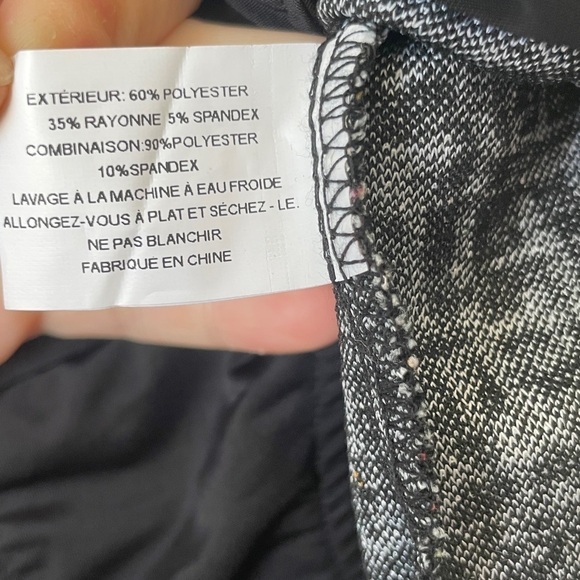 EXTÉRIEUR: 60% POLYESTER
35% RAYONNE 5% SPANDEX
COMBINAISON:90%POLYESTER
10%SPANDEX
LAVAGE À LA MACHINE À EAU FROIDE
ALLONGEZ-VOUS À PLAT ET SÉCHEZ - LE.
NE PAS BLANCHIR
FABRIQUE EN CHINE